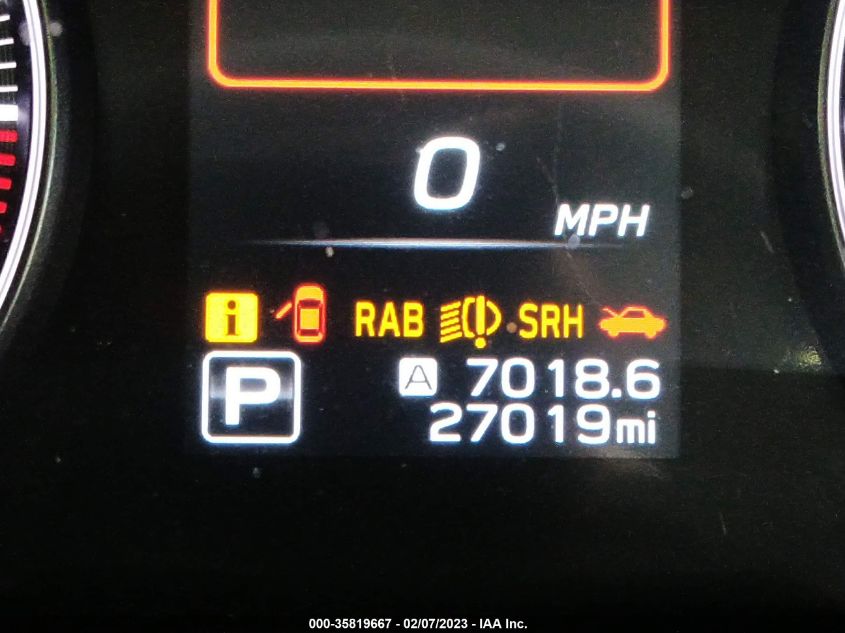 0
MPH
i RAB SRH
P A 7018.6
27019mi
000-35819667 - 02/07/2023 - IAA Inc.